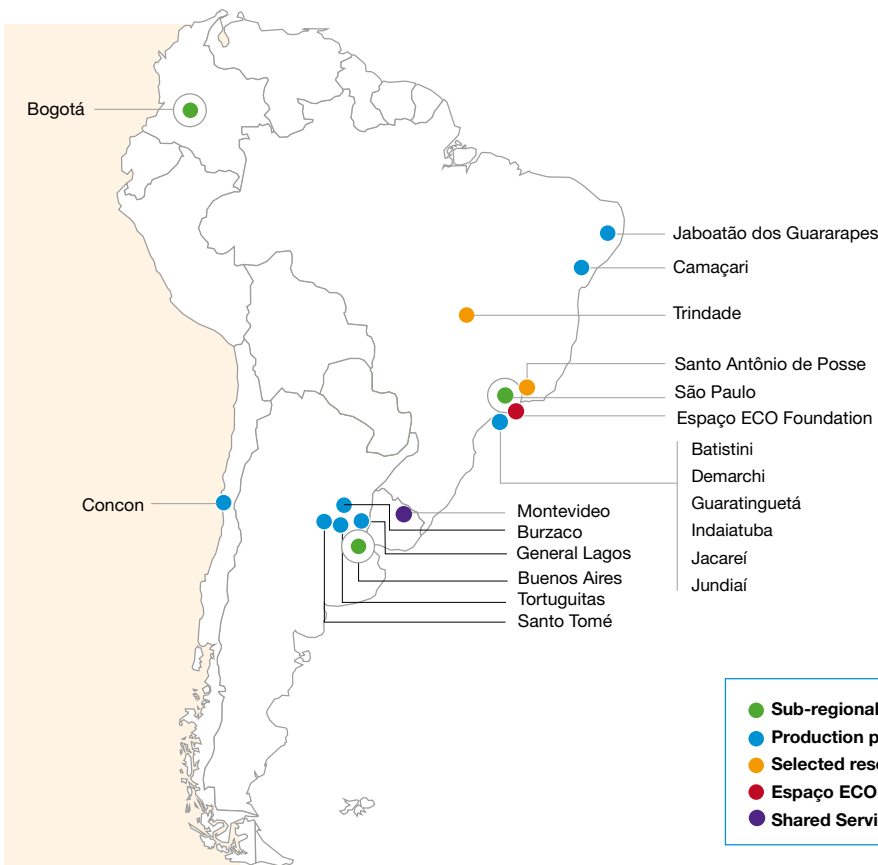 Bogotá
Jaboatão dos Guararapes
Camaçari
Trindade
Santo Antônio de Posse
São Paulo
Espaço ECO Foundation
Batistini
Demarchi
Guaratinguetá
Indaiatuba
Jacareí
Jundiaí
Concon
Montevideo
Burzaco
General Lagos
Buenos Aires
Tortuguitas
Santo Tomé
Sub-regional
Production p
Selected rese
Espaço ECO
Shared Servi